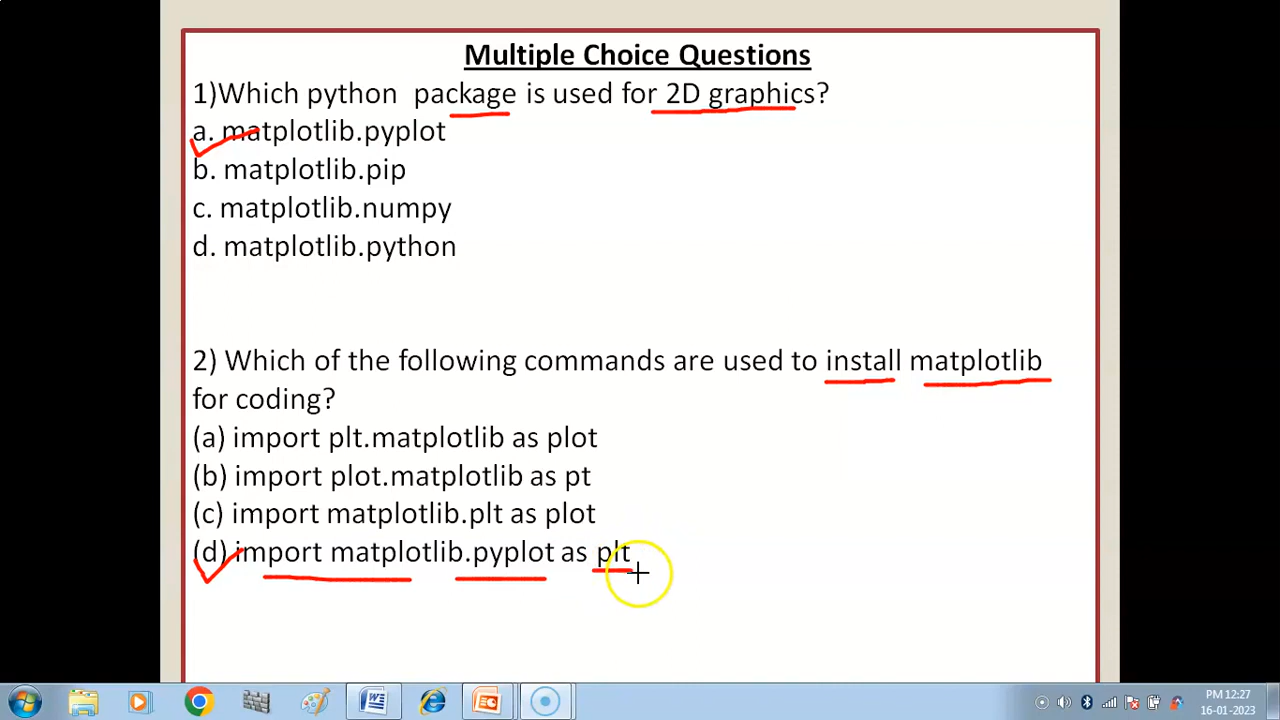 Multiple Choice Questions
1)Which python package is used for 2D graphics?
a. matplotlib.pyplot
b. matplotlib.pip
c. matplotlib.numpy
d. matplotlib.python
2) Which of the following commands are used to install matplotlib
for coding?
(a) import plt.matplotlib as plot
(b) import plot.matplotlib as pt
(c) import matplotlib.plt as plot
(d) import matplotlib.pyplot as plt
PM 12:27
16-01-2023